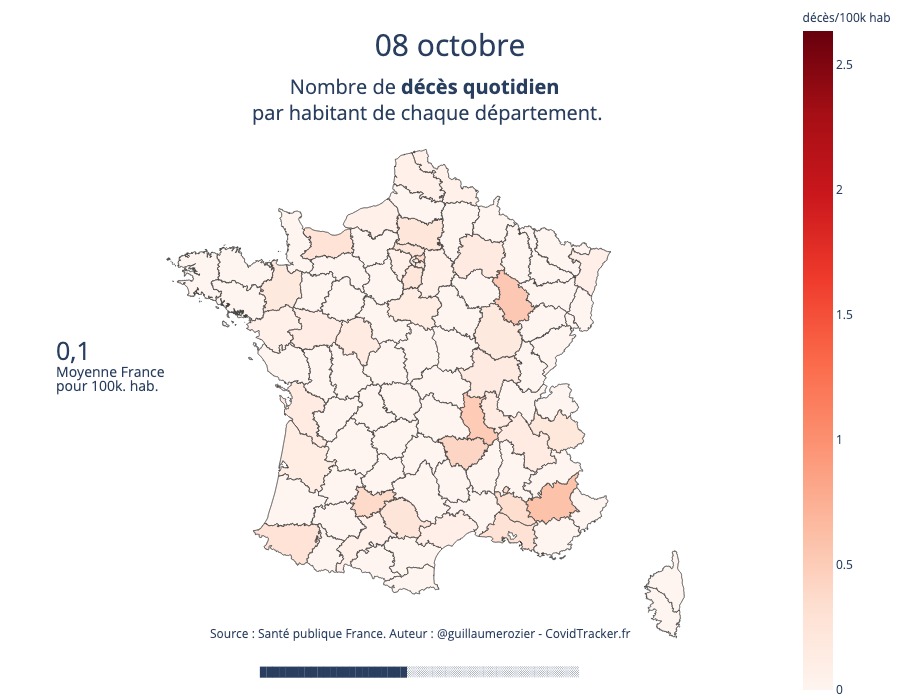 décès/100k hab
08 octobre
Nombre de décès quotidien
par habitant de chaque département.
2.5
2
1.5
1
0.5
0
0,1
Moyenne France
pour 100k. hab.
Source : Santé publique France. Auteur : @guillaumerozier - CovidTracker.fr